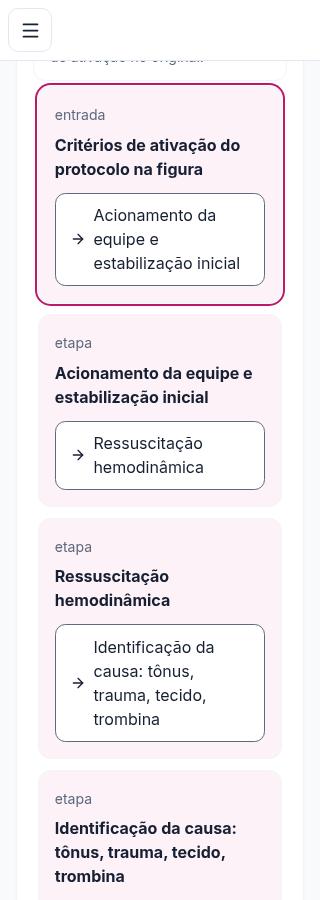 entrada
Critérios de ativação do
protocolo na figura
→ Acionamento da
equipe e
estabilização inicial
etapa
Acionamento da equipe e
estabilização inicial
→ Ressuscitação
hemodinâmica
etapa
Ressuscitação
hemodinâmica
→ Identificação da
causa: tônus,
trauma, tecido,
trombina
etapa
Identificação da causa:
tônus, trauma, tecido,
trombina